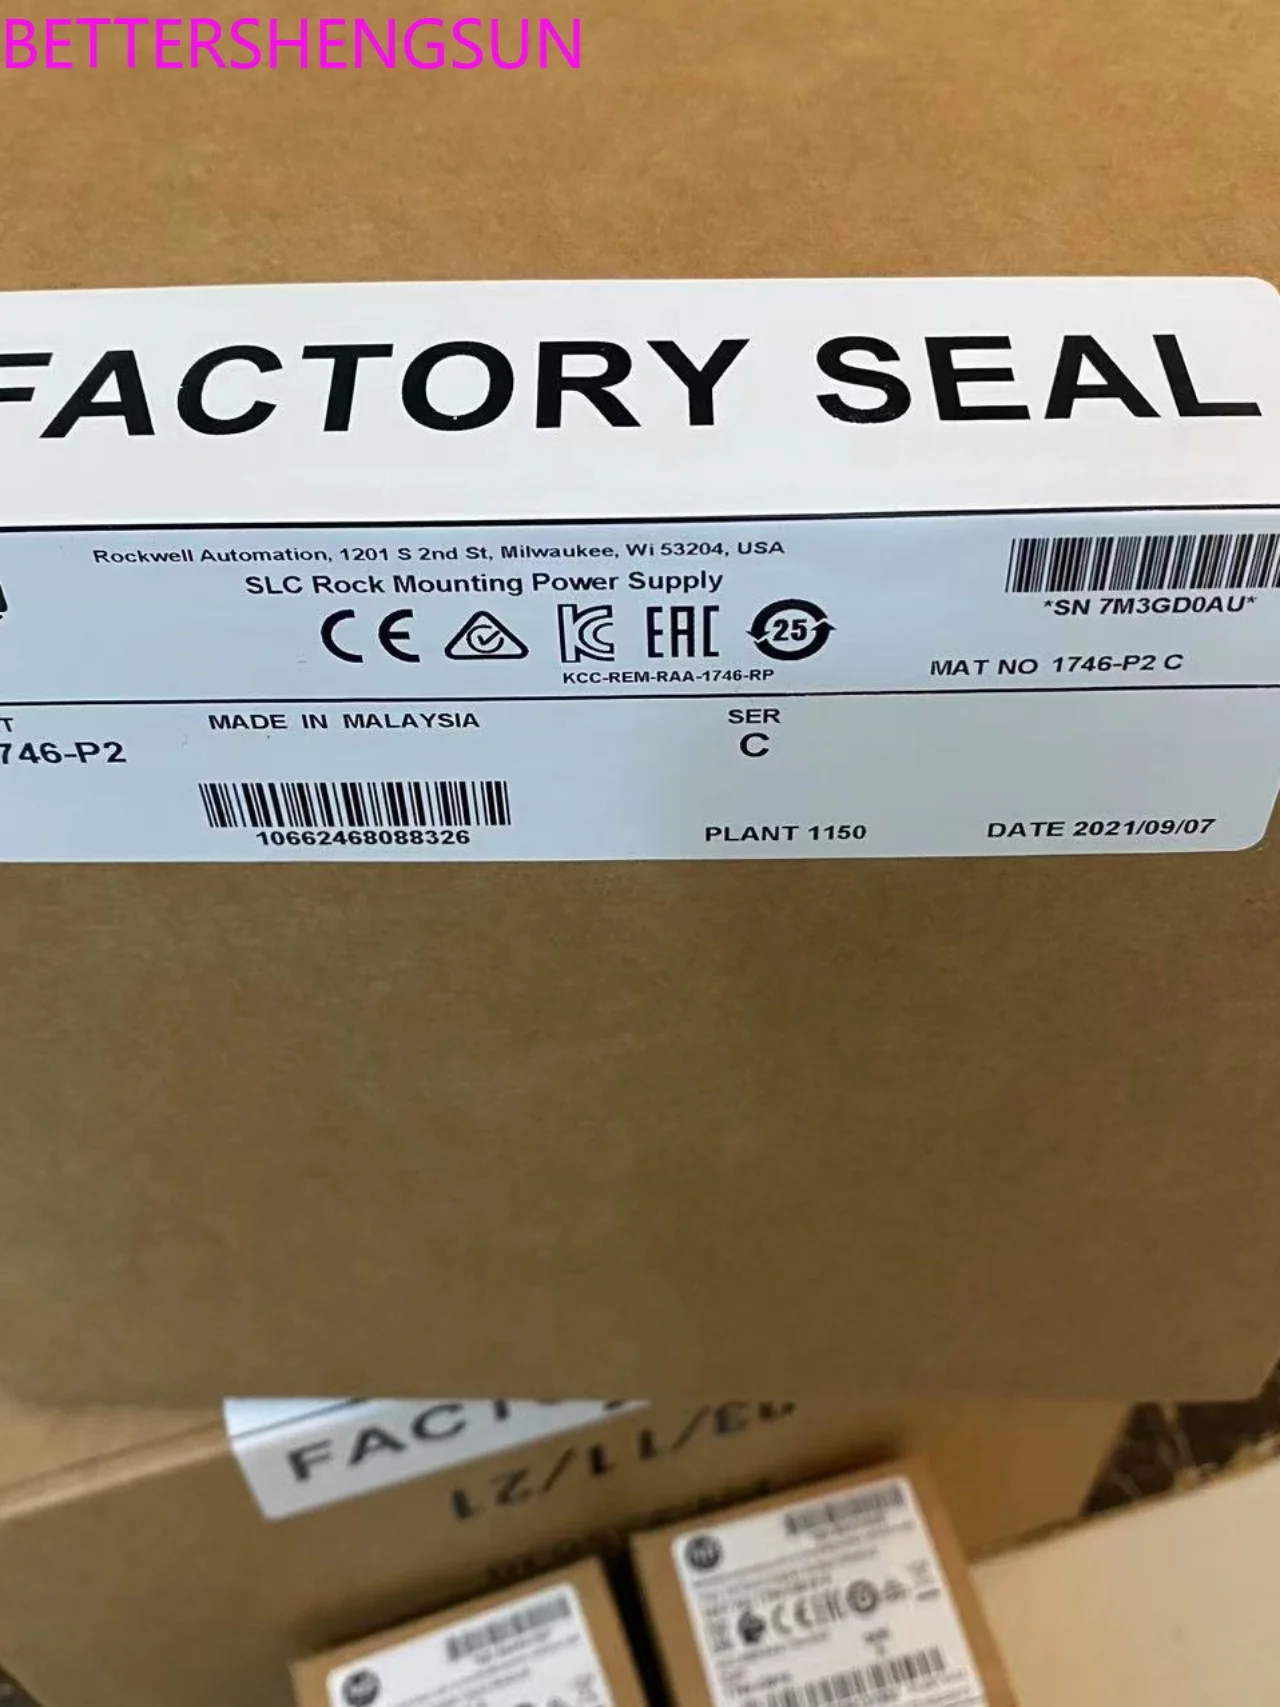 BETTERSHENGSUN
FACTORY SEAL
Rockwell Automation, 1201 S 2nd St, Milwaukee, Wi 53204, USA
SLC Rock Mounting Power Supply
*SN 7M3GD0AU*
CE KC EAC 25
KCC-REM-RAA-1746-RP
MAT NO 1746-P2 C
T
746-P2
MADE IN MALAYSIA
SER
C
10662468088326
PLANT 1150
DATE 2021/09/07
FACTO